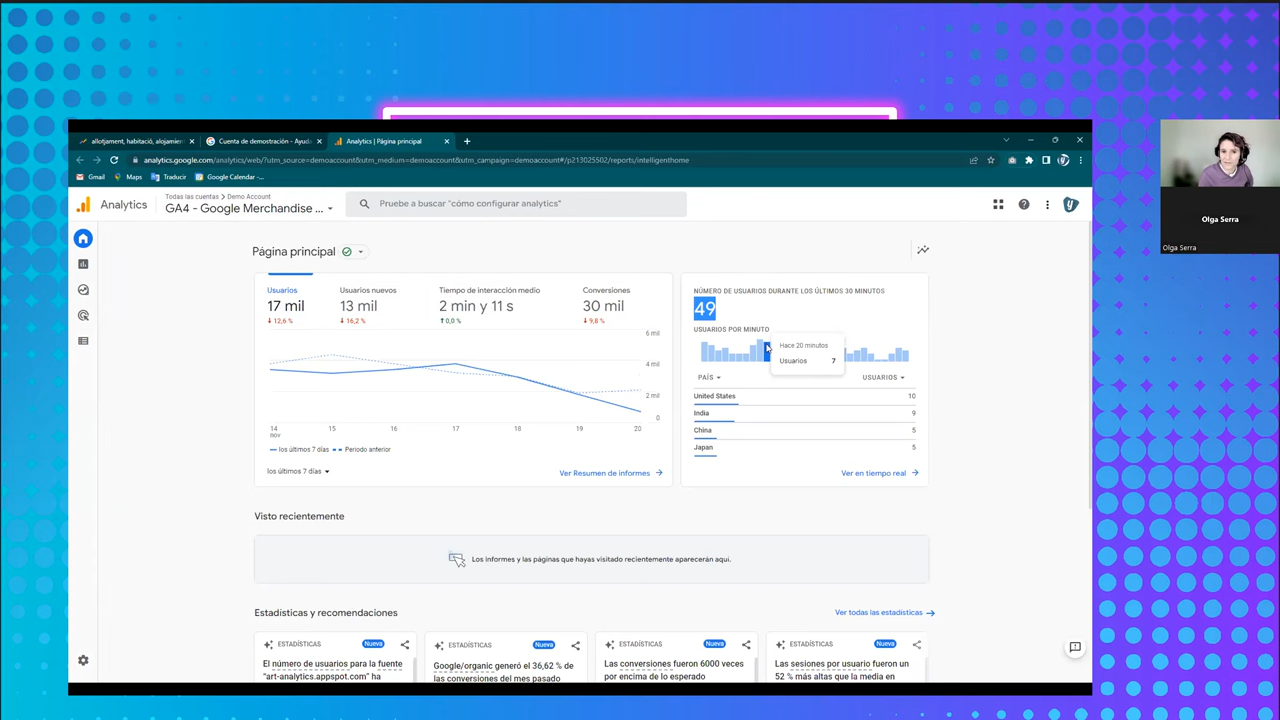 allotjament, habitació, alojamien
Cuenta de demostración - Ayuda
Analytics | Página principal
analytics.google.com/analytics/web/?utm_source=demoaccount&utm_medium=demoaccount&utm_campaign=demoaccount#/p213025502/reports/intelligenthome
Gmail
Maps
Traducir
Google Calendar -...
Analytics
Todas las cuentas > Demo Account
GA4 - Google Merchandise ...
Pruebe a buscar "cómo configurar analytics"
Página principal
Usuarios
17 mil
12,6 %
Usuarios nuevos
13 mil
16,2 %
Tiempo de interacción medio
2 min y 11 s
0,0 %
Conversiones
30 mil
9,8 %
6 mil
4 mil
2 mil
0
14 nov
15
16
17
18
19
20
los últimos 7 días
Periodo anterior
los últimos 7 días
Ver Resumen de informes
NÚMERO DE USUARIOS DURANTE LOS ÚLTIMOS 30 MINUTOS
49
USUARIOS POR MINUTO
Hace 20 minutos
Usuarios 7
PAÍS
USUARIOS
United States 10
India 9
China 5
Japan 5
Ver en tiempo real
Visto recientemente
Los informes y las páginas que hayas visitado recientemente aparecerán aquí.
Estadísticas y recomendaciones
Ver todas las estadísticas
ESTADÍSTICAS
Nueva
El número de usuarios para la fuente
"art-analytics.appspot.com" ha
ESTADÍSTICAS
Nueva
Google/organic generó el 36,62 % de
las conversiones del mes pasado
ESTADÍSTICAS
Nueva
Las conversiones fueron 6000 veces
por encima de lo esperado
ESTADÍSTICAS
Nueva
Las sesiones por usuario fueron un
52 % más altas que la media en
Olga Serra
Olga Serra